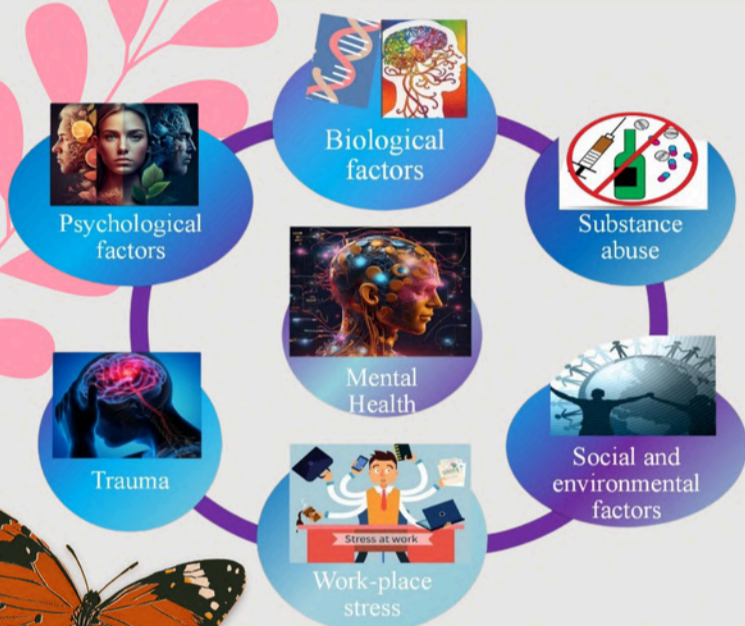 Biological
factors
Psychological
factors
Substance
abuse
Mental
Health
Trauma
Social and
environmental
factors
Stress at work
Work-place
stress